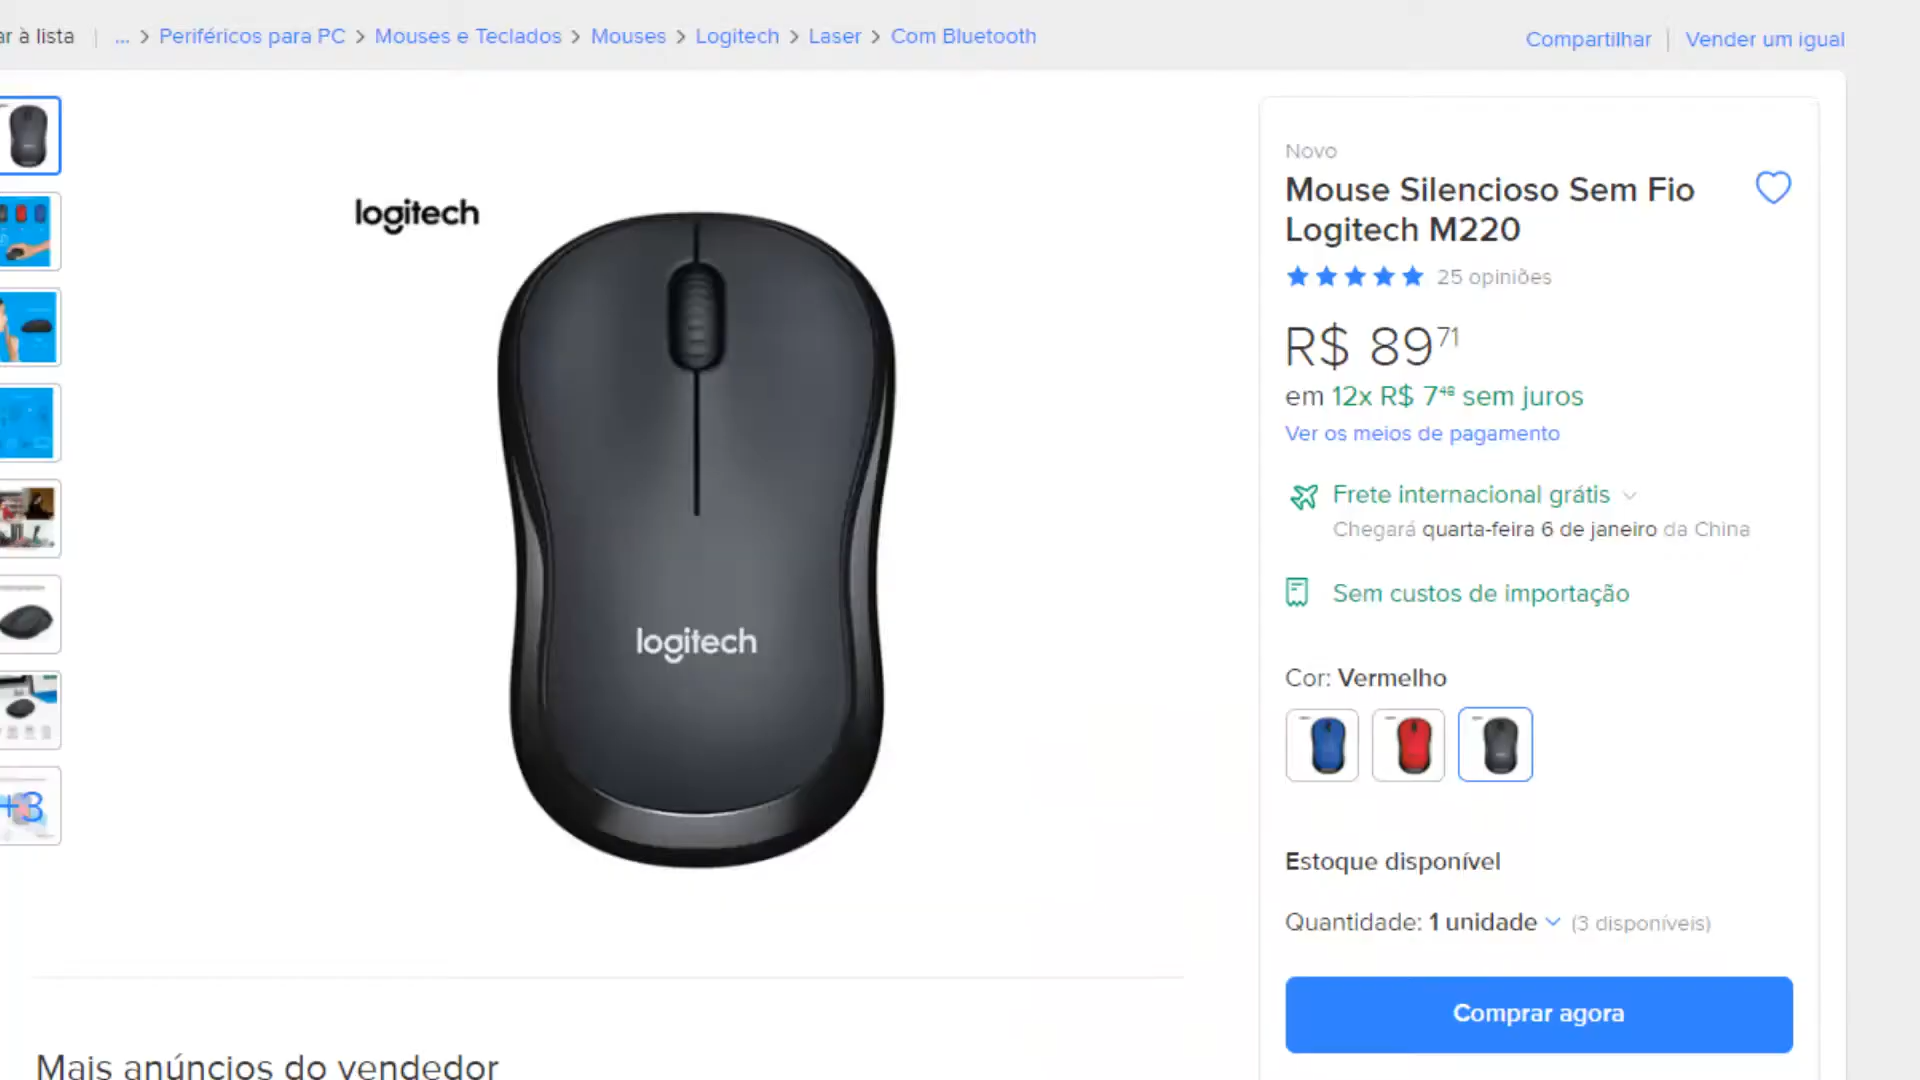 ar à lista | ... > Periféricos para PC > Mouses e Teclados > Mouses > Logitech > Laser > Com Bluetooth
Compartilhar | Vender um igual
logitech
logitech
+3
Novo
Mouse Silencioso Sem Fio
Logitech M220
25 opiniões
R$ 89 71
em 12x R$ 7 48 sem juros
Ver os meios de pagamento
Frete internacional grátis
Chegará quarta-feira 6 de janeiro da China
Sem custos de importação
Cor: Vermelho
Estoque disponível
Quantidade: 1 unidade (3 disponíveis)
Comprar agora
Mais anúncios do vendedor